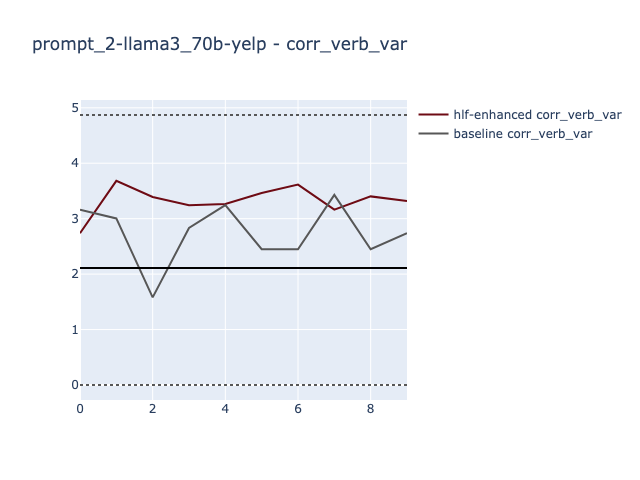 prompt_2-llama3_70b-yelp - corr_verb_var
hlf-enhanced corr_verb_var
baseline corr_verb_var
5
4
3
2
1
0
0 2 4 6 8